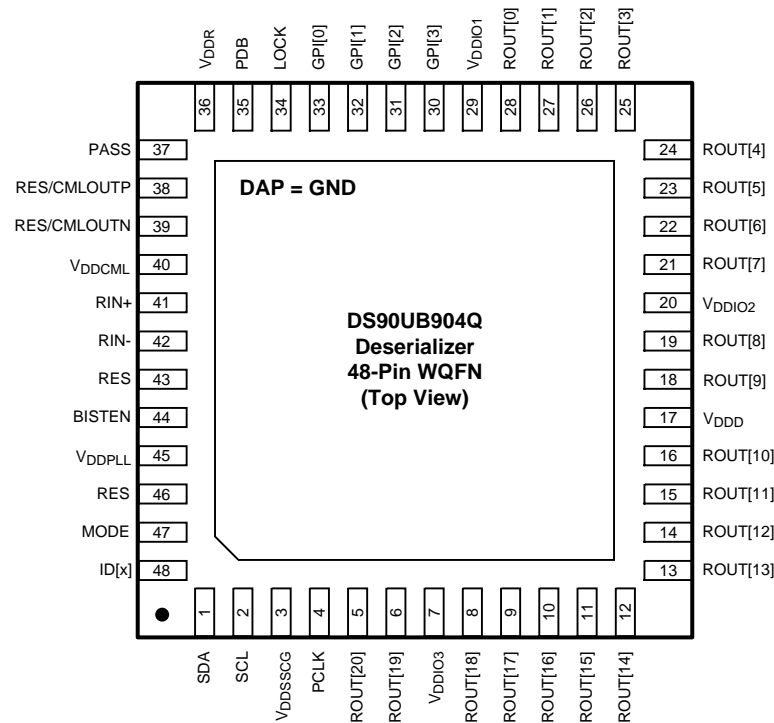 VDDR
PDB
LOCK
GPI[0]
GPI[1]
GPI[2]
GPI[3]
VDDIO1
ROUT[0]
ROUT[1]
ROUT[2]
ROUT[3]
36
35
34
33
32
31
30
29
28
27
26
25
PASS 37
RES/CMLOUTP 38
RES/CMLOUTN 39
VDDCML 40
RIN+ 41
RIN- 42
RES 43
BISTEN 44
VDDPLL 45
RES 46
MODE 47
ID[x] 48
DAP = GND
DS90UB904Q
Deserializer
48-Pin WQFN
(Top View)
24 ROUT[4]
23 ROUT[5]
22 ROUT[6]
21 ROUT[7]
20 VDDIO2
19 ROUT[8]
18 ROUT[9]
17 VDDD
16 ROUT[10]
15 ROUT[11]
14 ROUT[12]
13 ROUT[13]
1
2
3
4
5
6
7
8
9
10
11
12
SDA
SCL
VDDSSCG
PCLK
ROUT[20]
ROUT[19]
VDDIO3
ROUT[18]
ROUT[17]
ROUT[16]
ROUT[15]
ROUT[14]